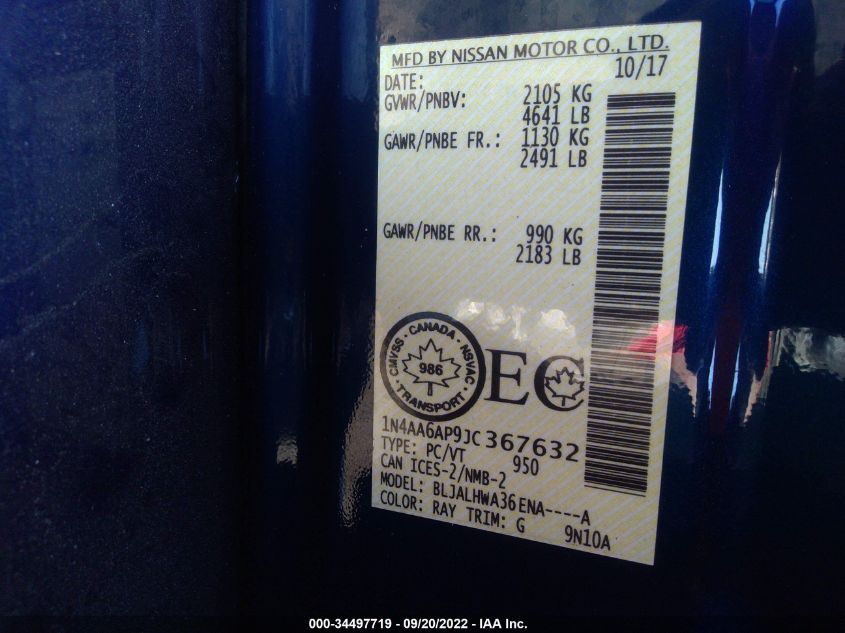 MFD BY NISSAN MOTOR CO., LTD.
DATE: 10/17
GVWR/PNBV: 2105 KG
4641 LB
GAWR/PNBE FR.: 1130 KG
2491 LB
GAWR/PNBE RR.: 990 KG
2183 LB
CMVSS · CANADA · NSVAC · TRANSPORT ·
986
EC
1N4AA6AP9JC367632
TYPE: PC/VT 950
CAN ICES-2/NMB-2
MODEL: BLJALHWA36ENA----A
COLOR: RAY TRIM: G 9N10A
000-34497719 - 09/20/2022 - IAA Inc.